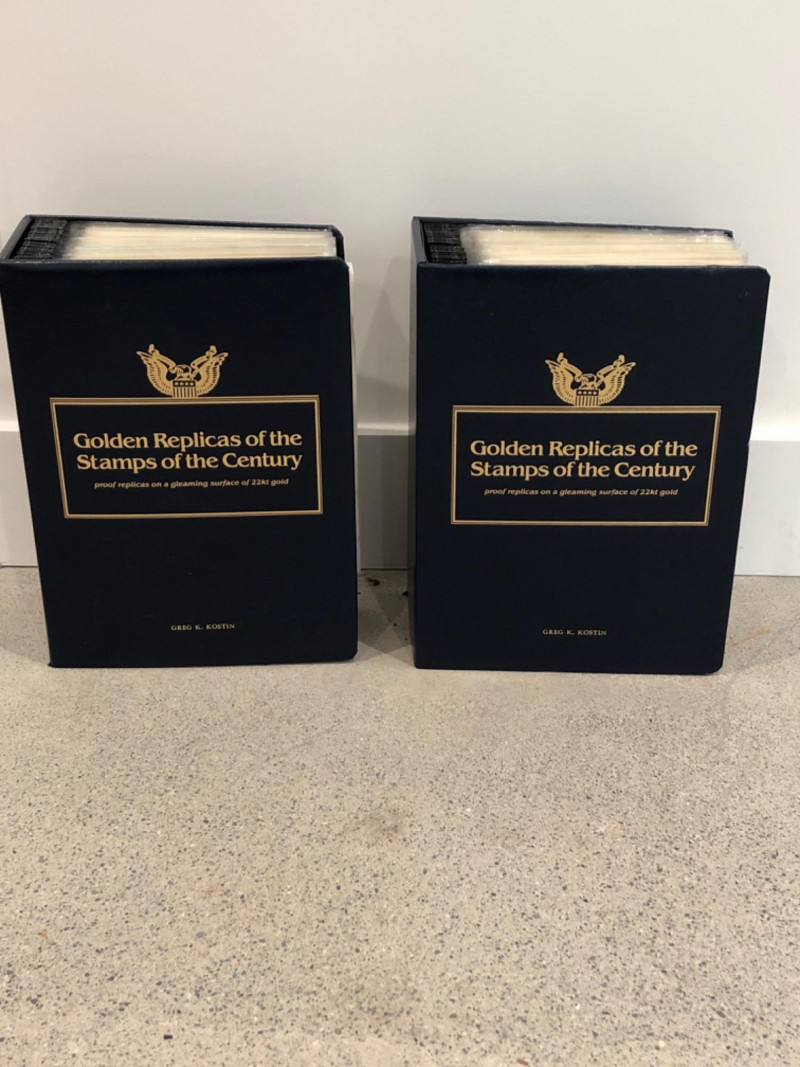 Golden Replicas of the
Stamps of the Century
proof replicas on a gleaming surface of 22kt gold
GREG K. KOSTIN
Golden Replicas of the
Stamps of the Century
proof replicas on a gleaming surface of 22kt gold
GREG K. KOSTIN